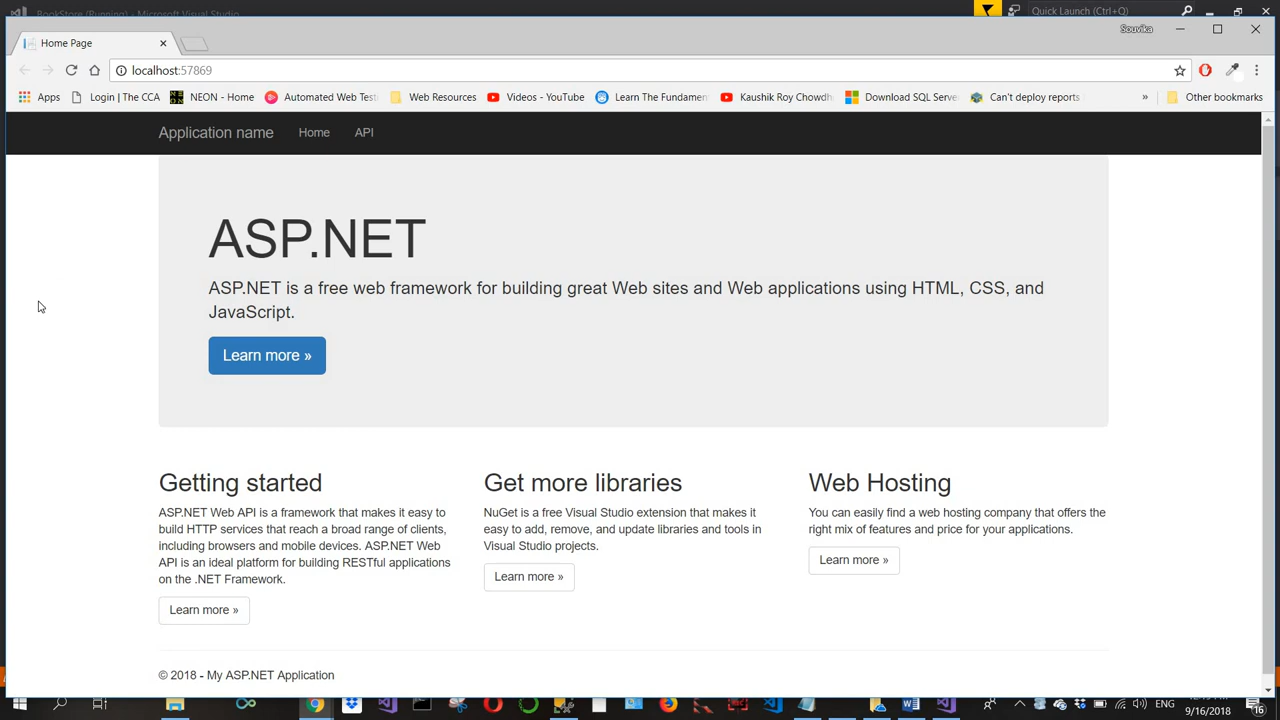 BookStore (Running) - Microsoft Visual Studio
Quick Launch (Ctrl+Q)
Home Page
Souvika
localhost:57869
Apps
Login | The CCA
NEON - Home
Automated Web Test
Web Resources
Videos - YouTube
Learn The Fundamen
Kaushik Roy Chowdh
Download SQL Serve
Can't deploy reports
»
Other bookmarks
Application name
Home
API
ASP.NET
ASP.NET is a free web framework for building great Web sites and Web applications using HTML, CSS, and
JavaScript.
Learn more »
Getting started
ASP.NET Web API is a framework that makes it easy to
build HTTP services that reach a broad range of clients,
including browsers and mobile devices. ASP.NET Web
API is an ideal platform for building RESTful applications
on the .NET Framework.
Learn more »
Get more libraries
NuGet is a free Visual Studio extension that makes it
easy to add, remove, and update libraries and tools in
Visual Studio projects.
Learn more »
Web Hosting
You can easily find a web hosting company that offers the
right mix of features and price for your applications.
Learn more »
© 2018 - My ASP.NET Application
ENG
9/16/2018
16